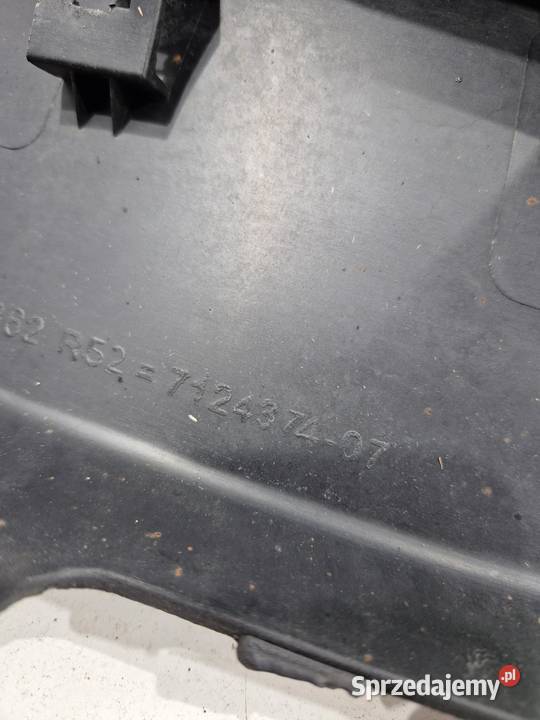 R52 = 7124374-07
Sprzedajemy.pl